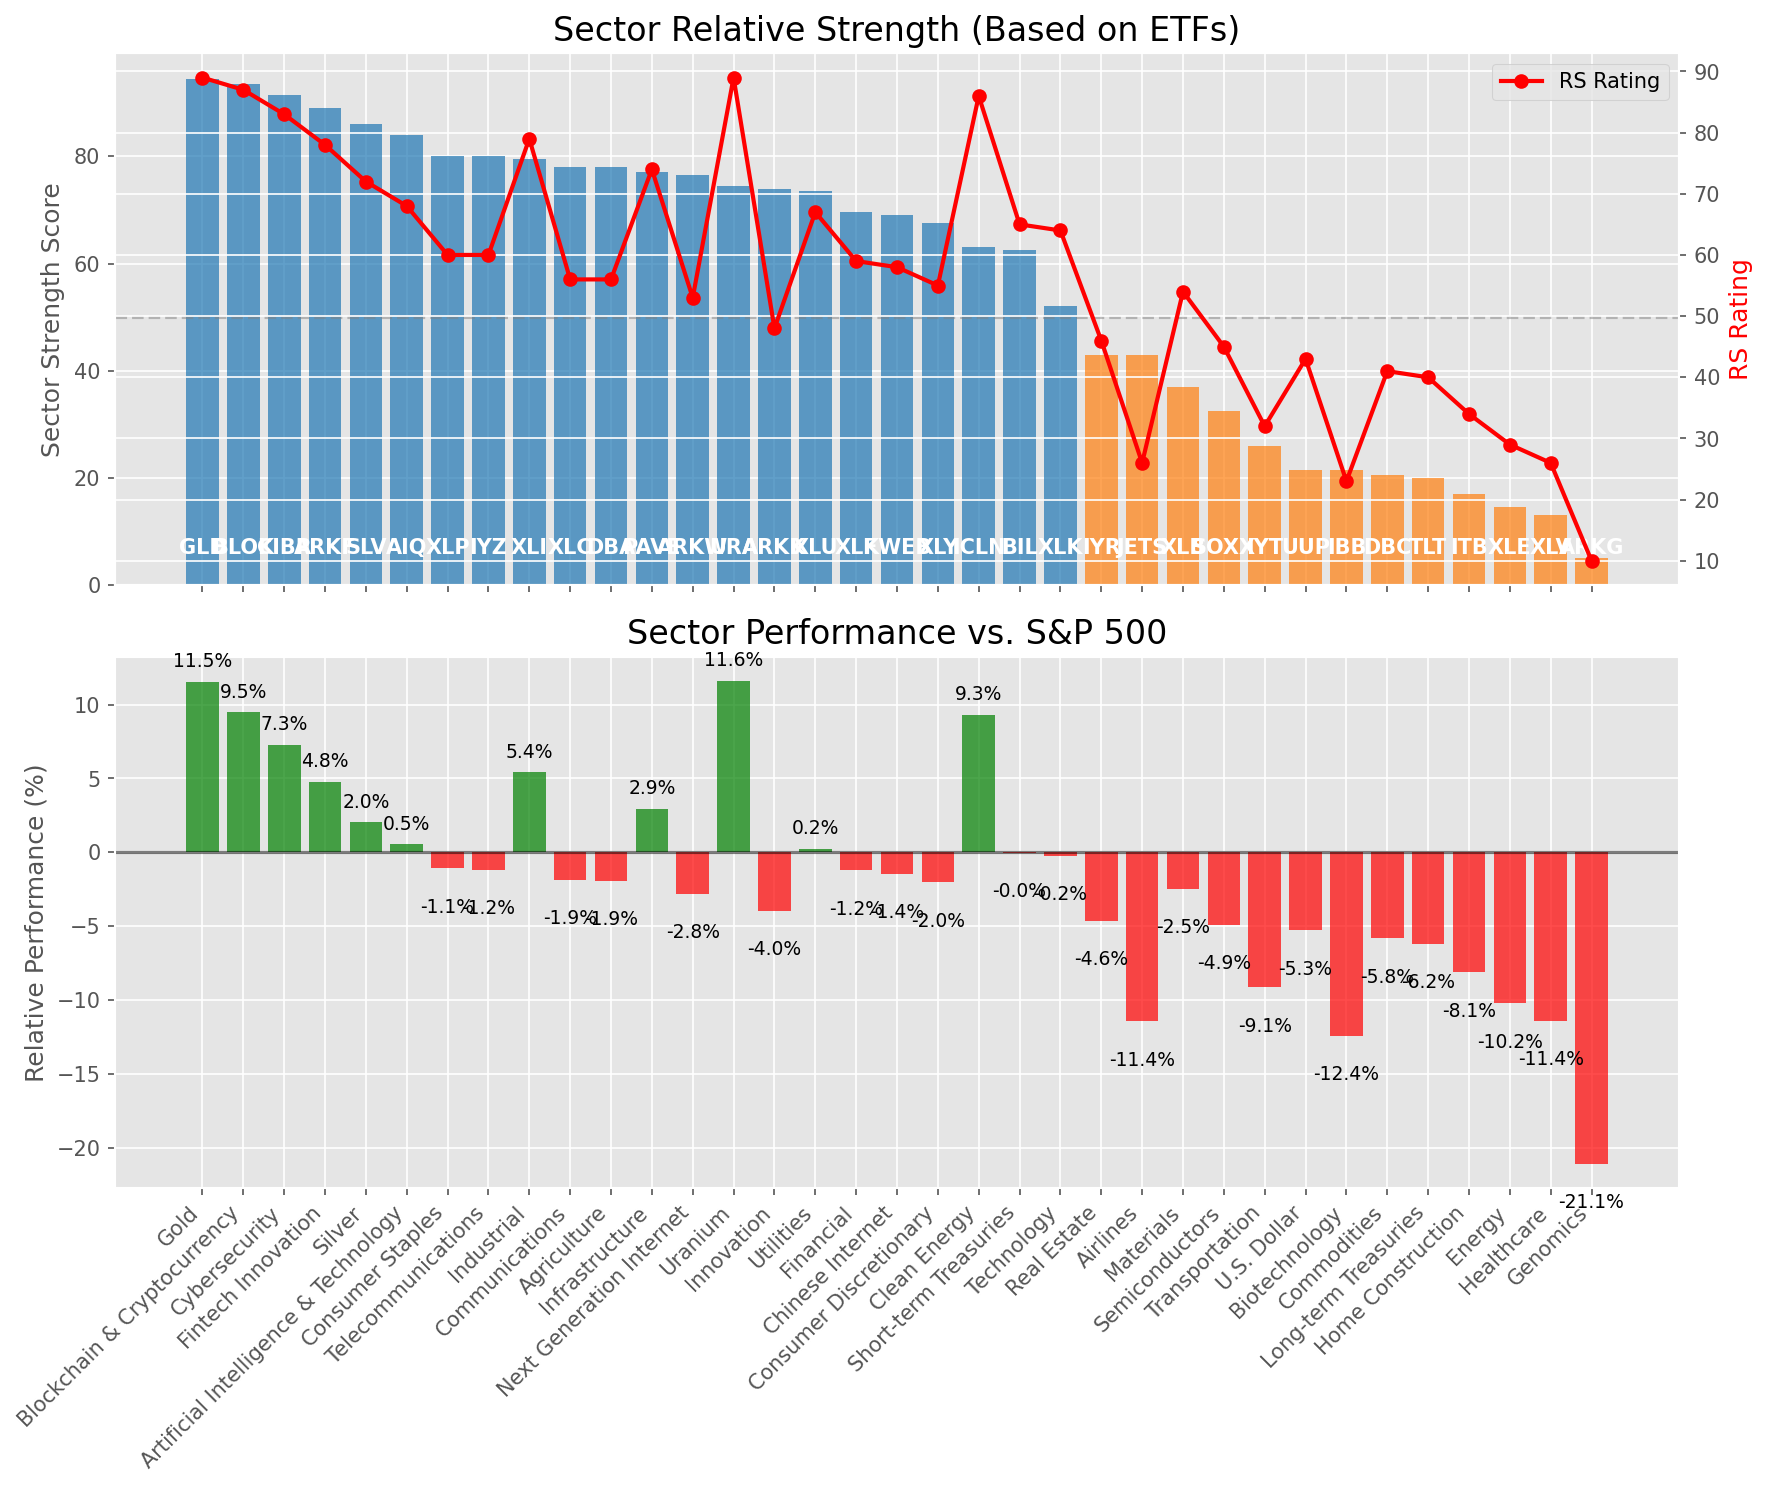 Sector Relative Strength (Based on ETFs)
Sector Strength Score
80
60
40
20
0
RS Rating
90
80
70
60
50
40
30
20
10
RS Rating
GLD BLOK CIBR ARKF SLV AIQ XLP IYZ XLI XLC DBA PAVE ARKW URA ARKK XLU XLF KWEB XLY ICLN BIL XLK IYR JETS XLB SOXX IYT UUP IBB DBC TLT ITB XLE XLV ARKG
Sector Performance vs. S&P 500
Relative Performance (%)
10
5
0
−5
−10
−15
−20
11.5%
9.5%
7.3%
4.8%
2.0%
0.5%
-1.1%
-1.2%
5.4%
-1.9%
-1.9%
2.9%
-2.8%
11.6%
-4.0%
0.2%
-1.2%
-1.4%
-2.0%
9.3%
-0.0%
-0.2%
-4.6%
-11.4%
-2.5%
-4.9%
-9.1%
-5.3%
-12.4%
-5.8%
-6.2%
-8.1%
-10.2%
-11.4%
-21.1%
Gold
Blockchain & Cryptocurrency
Cybersecurity
Fintech Innovation
Silver
Artificial Intelligence & Technology
Consumer Staples
Telecommunications
Industrial
Communications
Agriculture
Infrastructure
Next Generation Internet
Uranium
Innovation
Utilities
Financial
Chinese Internet
Consumer Discretionary
Clean Energy
Short-term Treasuries
Technology
Real Estate
Airlines
Materials
Semiconductors
Transportation
U.S. Dollar
Biotechnology
Commodities
Long-term Treasuries
Home Construction
Energy
Healthcare
Genomics